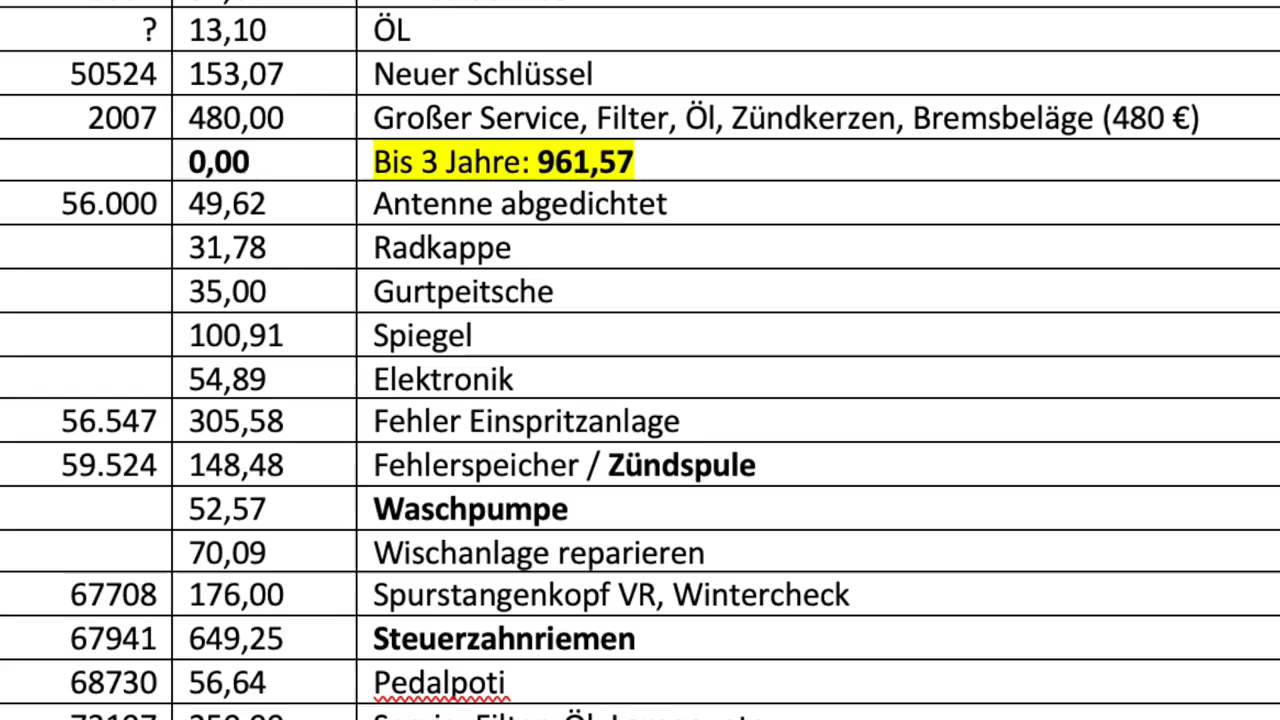 ? 13,10 ÖL
50524 153,07 Neuer Schlüssel
2007 480,00 Großer Service, Filter, Öl, Zündkerzen, Bremsbeläge (480 €)
0,00 Bis 3 Jahre: 961,57
56.000 49,62 Antenne abgedichtet
31,78 Radkappe
35,00 Gurtpeitsche
100,91 Spiegel
54,89 Elektronik
56.547 305,58 Fehler Einspritzanlage
59.524 148,48 Fehlerspeicher / Zündspule
52,57 Waschpumpe
70,09 Wischanlage reparieren
67708 176,00 Spurstangenkopf VR, Wintercheck
67941 649,25 Steuerzahnriemen
68730 56,64 Pedalpoti